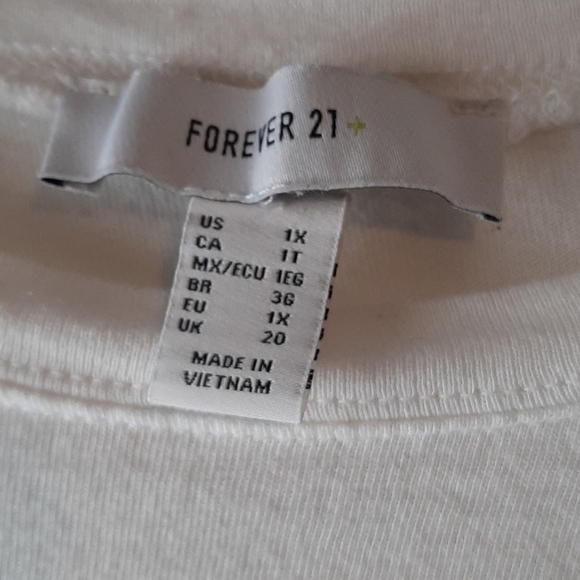 FOREVER 21+
US 1X
CA 1T
MX/ECU 1EG
BR 3G
EU 1X
UK 20
MADE IN
VIETNAM